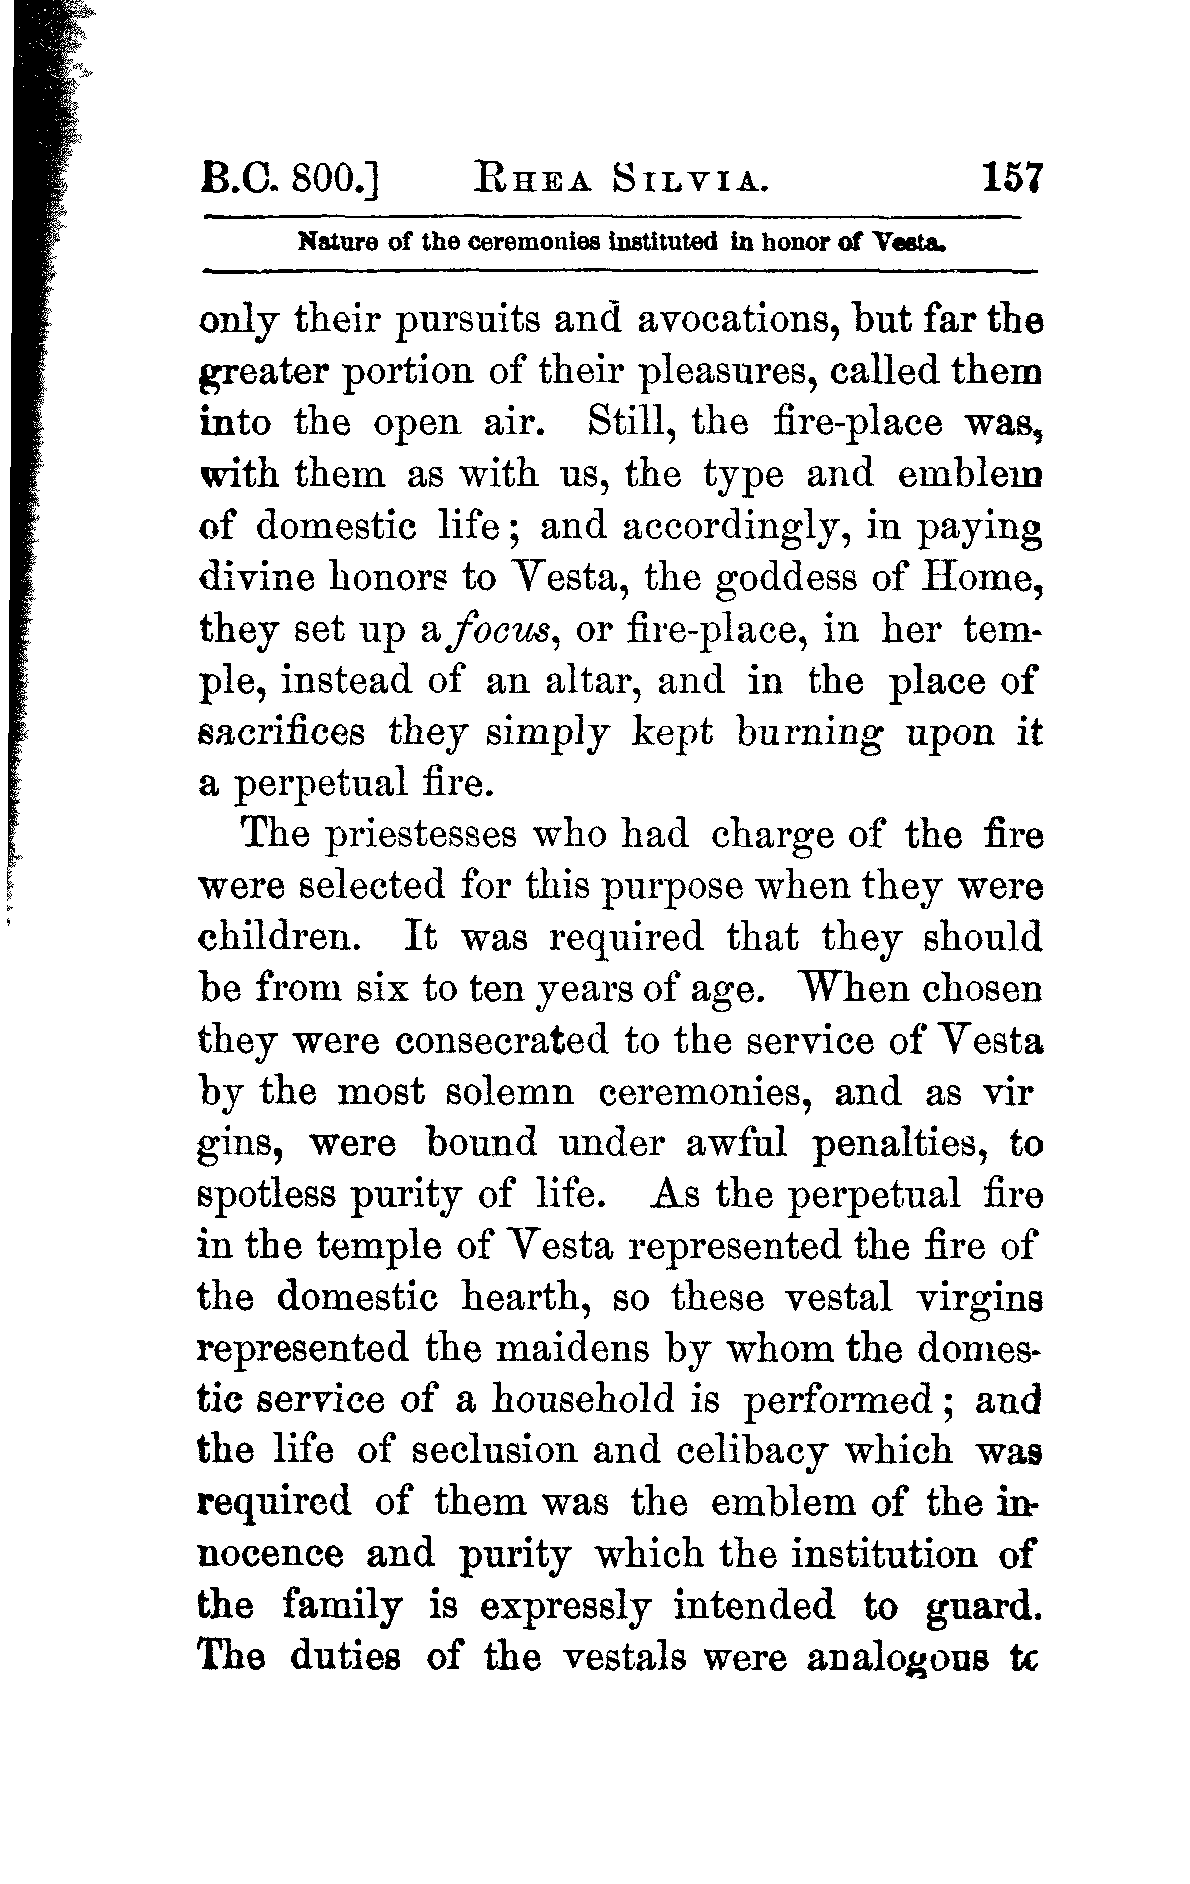 B.C. 800.] RHEA SILVIA. 157
Nature of the ceremonies instituted in honor of Vesta.
only their pursuits and avocations, but far the
greater portion of their pleasures, called them
into the open air. Still, the fire-place was,
with them as with us, the type and emblem
of domestic life; and accordingly, in paying
divine honors to Vesta, the goddess of Home,
they set up a focus, or fire-place, in her tem-
ple, instead of an altar, and in the place of
sacrifices they simply kept burning upon it
a perpetual fire.
The priestesses who had charge of the fire
were selected for this purpose when they were
children. It was required that they should
be from six to ten years of age. When chosen
they were consecrated to the service of Vesta
by the most solemn ceremonies, and as vir
gins, were bound under awful penalties, to
spotless purity of life. As the perpetual fire
in the temple of Vesta represented the fire of
the domestic hearth, so these vestal virgins
represented the maidens by whom the domes-
tic service of a household is performed; and
the life of seclusion and celibacy which was
required of them was the emblem of the in-
nocence and purity which the institution of
the family is expressly intended to guard.
The duties of the vestals were analogous to